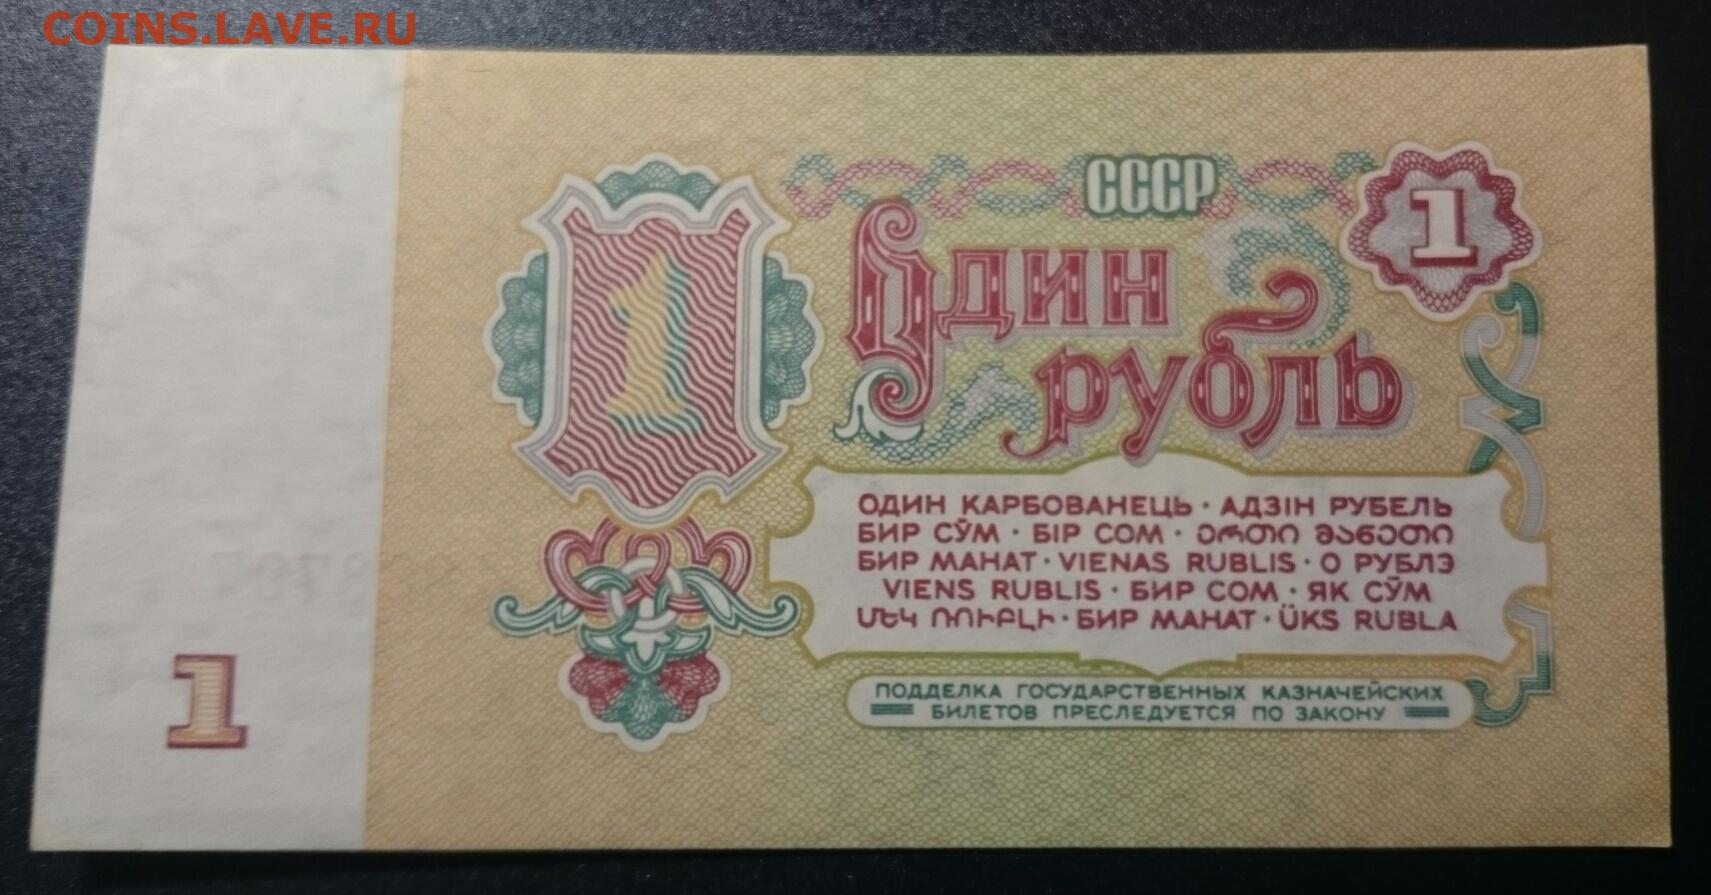 COINS.LAVE.RU
СССР
1
1
Один
рубль
ОДИН КАРБОВАНЕЦЬ · АДЗІН РУБЕЛЬ
БИР СЎМ · БІР СОМ · ერთი მანეთი
БИР МАНАТ · VIENAS RUBLIS · О РУБЛЭ
VIENS RUBLIS · БИР СОМ · ЯК СӮМ
ՄԵԿ ՌՈՒԲԼԻ · БИР МАНАТ · ÜKS RUBLA
1
ПОДДЕЛКА ГОСУДАРСТВЕННЫХ КАЗНАЧЕЙСКИХ
БИЛЕТОВ ПРЕСЛЕДУЕТСЯ ПО ЗАКОНУ